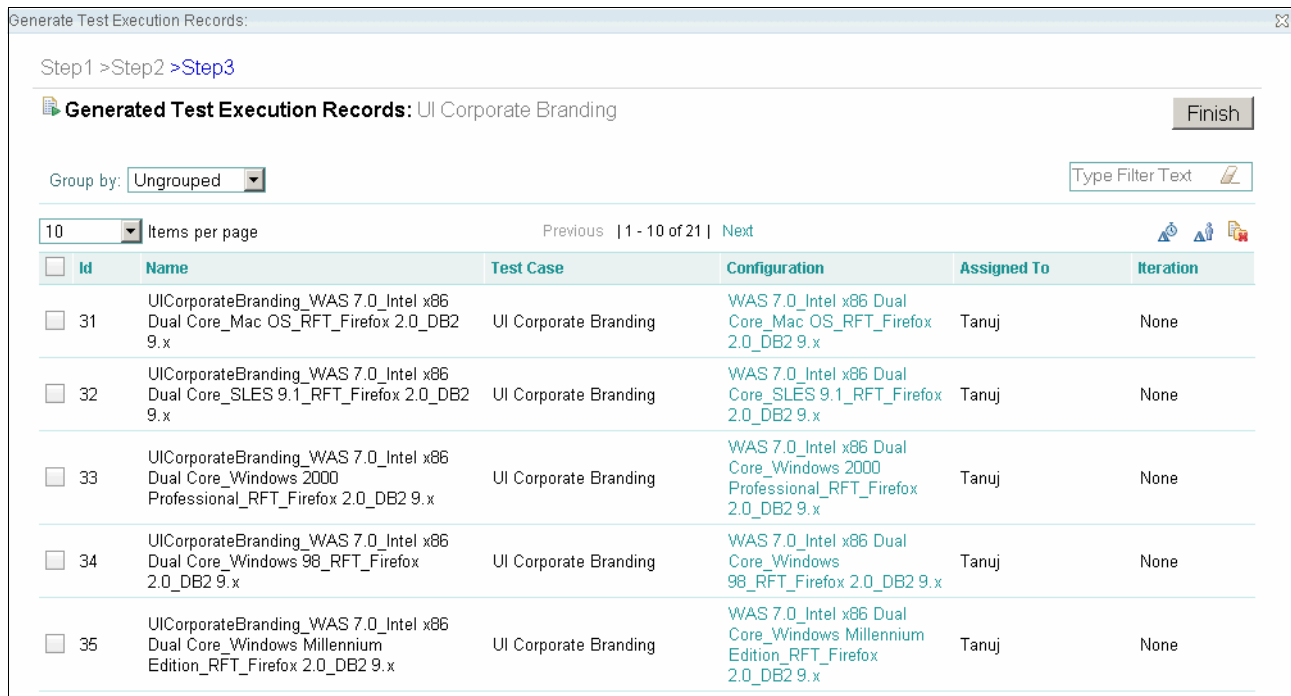 Generate Test Execution Records:
Step1 >Step2 >Step3
Generated Test Execution Records: UI Corporate Branding
Finish
Group by: Ungrouped
Type Filter Text
10 Items per page
Previous | 1 - 10 of 21 | Next
Id Name Test Case Configuration Assigned To Iteration
31
UICorporateBranding_WAS 7.0_Intel x86
Dual Core_Mac OS_RFT_Firefox 2.0_DB2
9.x
UI Corporate Branding
WAS 7.0_Intel x86 Dual
Core_Mac OS_RFT_Firefox
2.0_DB2 9.x
Tanuj
None
32
UICorporateBranding_WAS 7.0_Intel x86
Dual Core_SLES 9.1_RFT_Firefox 2.0_DB2
9.x
UI Corporate Branding
WAS 7.0_Intel x86 Dual
Core_SLES 9.1_RFT_Firefox
2.0_DB2 9.x
Tanuj
None
33
UICorporateBranding_WAS 7.0_Intel x86
Dual Core_Windows 2000
Professional_RFT_Firefox 2.0_DB2 9.x
UI Corporate Branding
WAS 7.0_Intel x86 Dual
Core_Windows 2000
Professional_RFT_Firefox
2.0_DB2 9.x
Tanuj
None
34
UICorporateBranding_WAS 7.0_Intel x86
Dual Core_Windows 98_RFT_Firefox
2.0_DB2 9.x
UI Corporate Branding
WAS 7.0_Intel x86 Dual
Core_Windows
98_RFT_Firefox 2.0_DB2 9.x
Tanuj
None
35
UICorporateBranding_WAS 7.0_Intel x86
Dual Core_Windows Millennium
Edition_RFT_Firefox 2.0_DB2 9.x
UI Corporate Branding
WAS 7.0_Intel x86 Dual
Core_Windows Millennium
Edition_RFT_Firefox
2.0_DB2 9.x
Tanuj
None